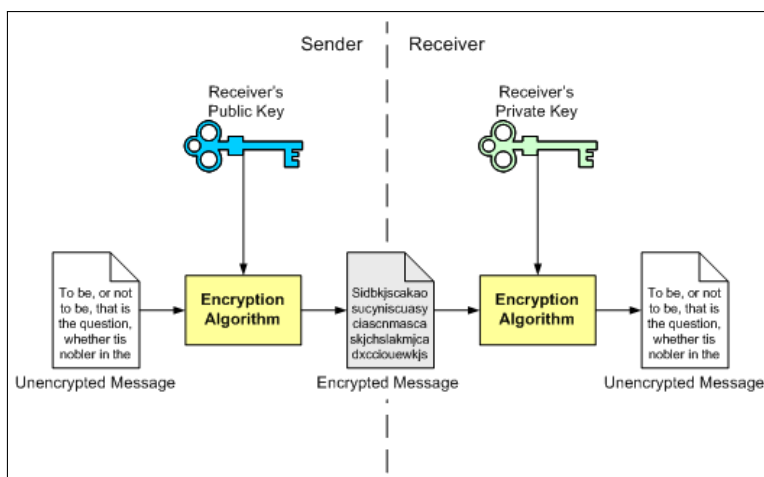 Sender
Receiver
Receiver's
Public Key
Receiver's
Private Key
To be, or not
to be, that is
the question,
whether tis
nobler in the
Unencrypted Message
Encryption
Algorithm
Sidbkjscakao
sucyniscuasy
ciascnmasca
skjchslakmjca
dxcciouewkjs
Encrypted Message
Encryption
Algorithm
To be, or not
to be, that is
the question,
whether tis
nobler in the
Unencrypted Message